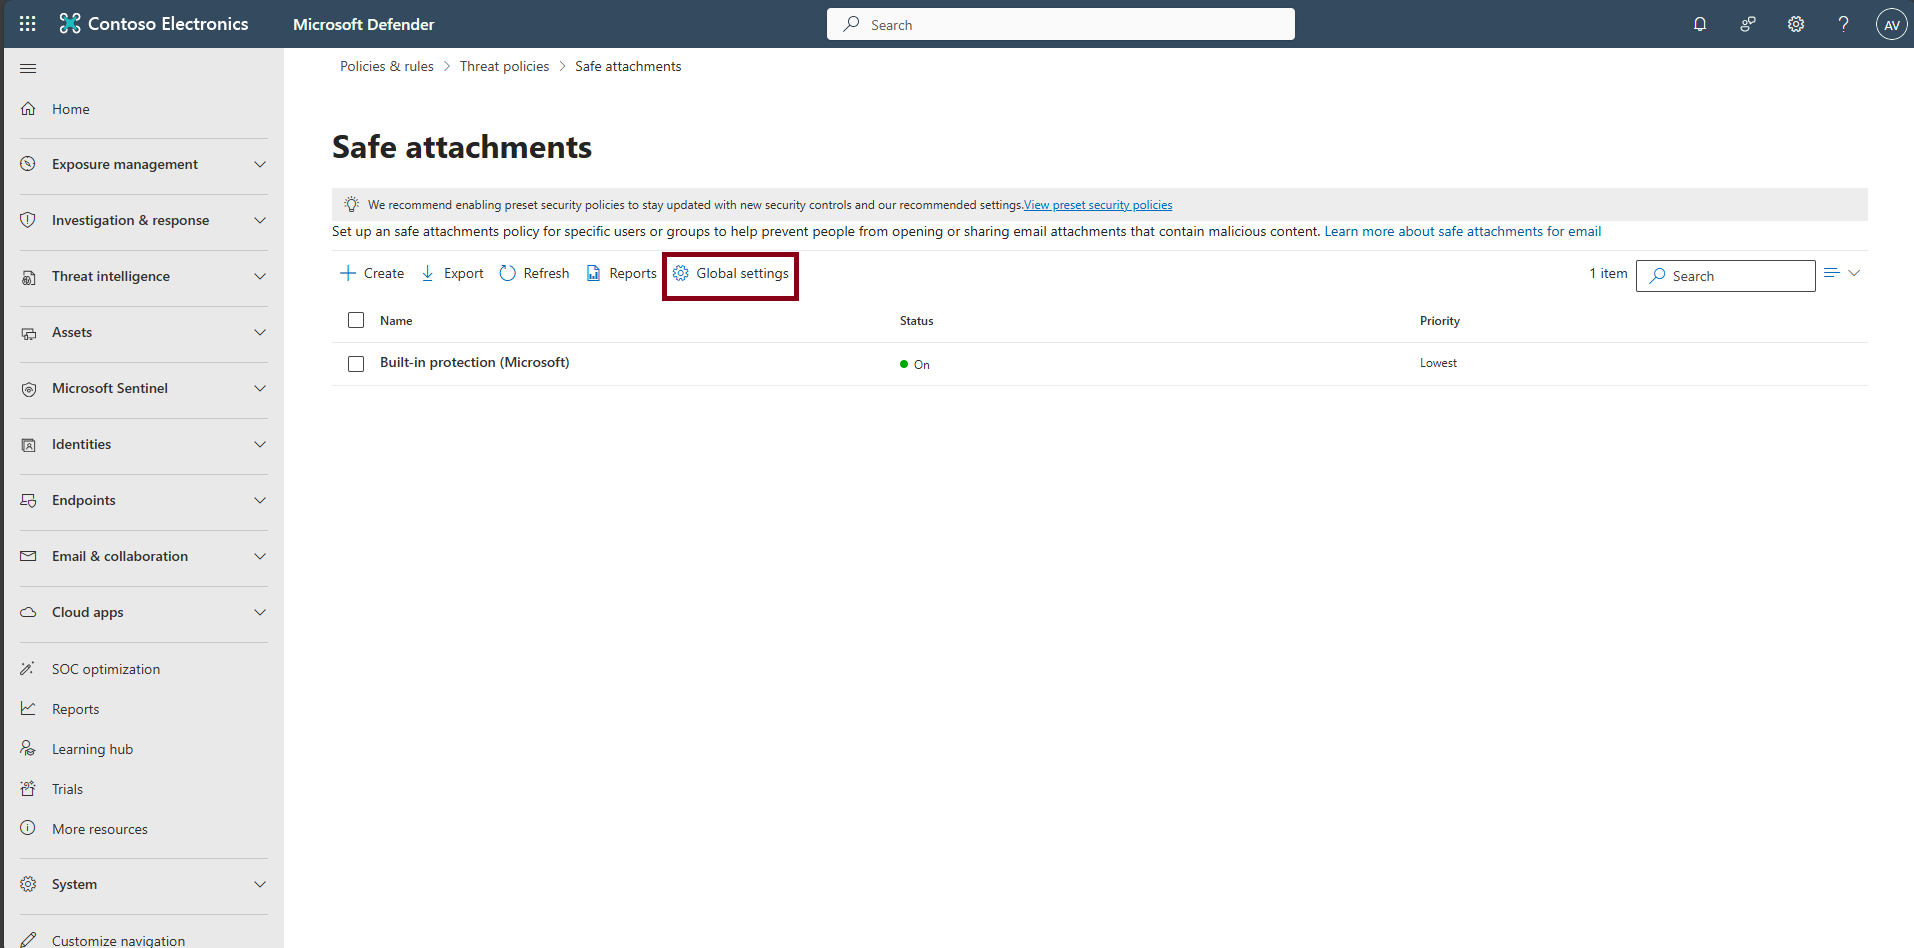 Contoso Electronics
Microsoft Defender
Search
AV
Home
Exposure management
Investigation & response
Threat intelligence
Assets
Microsoft Sentinel
Identities
Endpoints
Email & collaboration
Cloud apps
SOC optimization
Reports
Learning hub
Trials
More resources
System
Customize navigation
Policies & rules > Threat policies > Safe attachments
Safe attachments
We recommend enabling preset security policies to stay updated with new security controls and our recommended settings.View preset security policies
Set up an safe attachments policy for specific users or groups to help prevent people from opening or sharing email attachments that contain malicious content. Learn more about safe attachments for email
Create Export Refresh Reports Global settings
1 item Search
Name Status Priority
Built-in protection (Microsoft) On Lowest